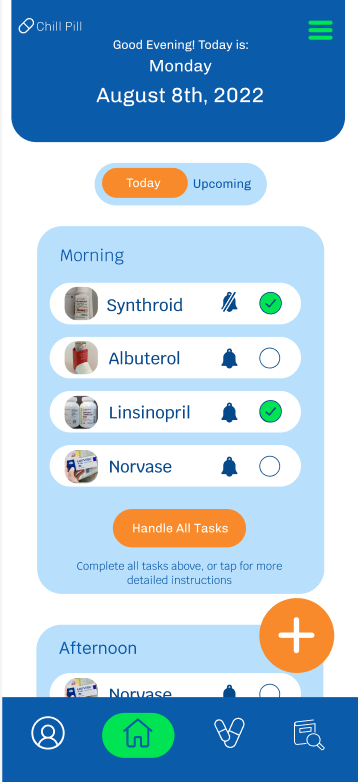 Chill Pill
Good Evening! Today is:
Monday
August 8th, 2022
Today
Upcoming
Morning
Synthroid
Albuterol
Linsinopril
Norvase
Handle All Tasks
Complete all tasks above, or tap for more
detailed instructions
Afternoon
Norvase